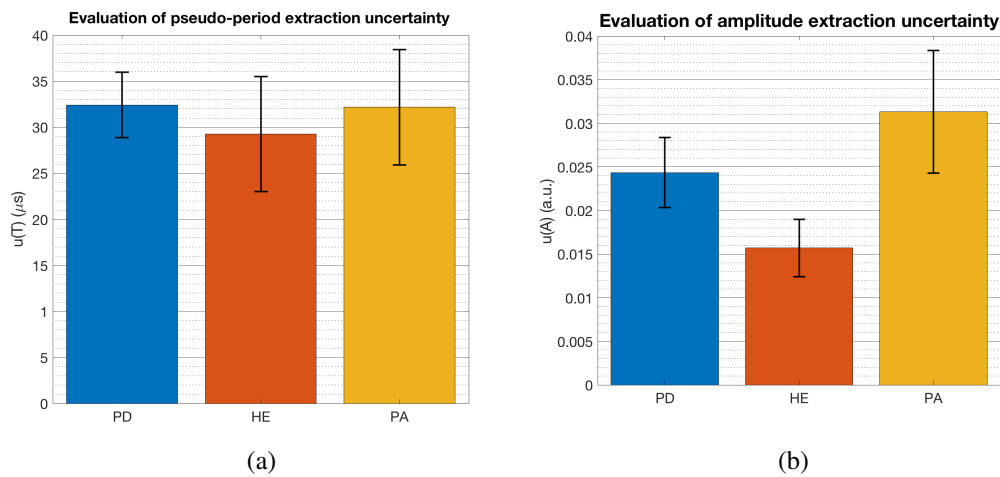 Evaluation of pseudo-period extraction uncertainty
40
35
30
25
20
15
1
5
0
u(T) (μs)
PD HE PA
(a)
Evaluation of amplitude extraction uncertainty
0.04
0.035
0.03
0.025
0.02
0.015
0.01
0.005
0
u(A) (a.u.)
PD HE PA
(b)